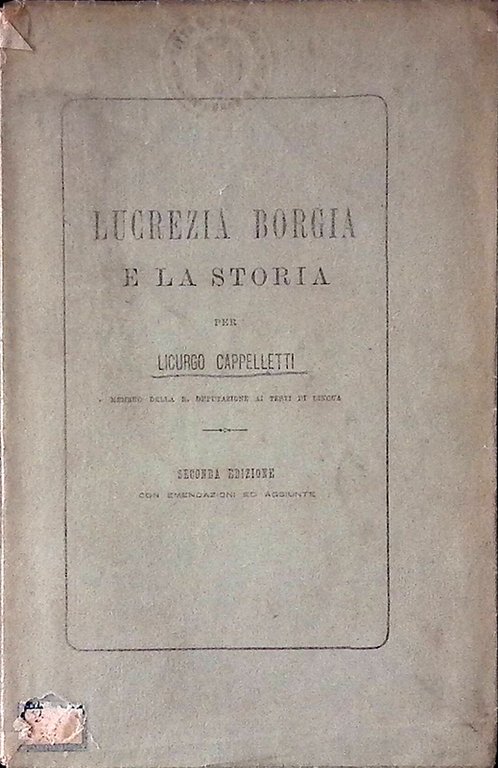 LUCREZIA BORGIA
E LA STORIA
PER
LICURGO CAPPELLETTI
MEMBRO DELLA R. DEPUTAZIONE AI TESTI DI LINGUA
SECONDA EDIZIONE
CON EMENDAZIONI ED AGGIUNTE